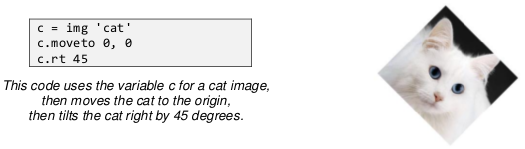 c = img 'cat'
c.moveto 0, 0
c.rt 45
This code uses the variable c for a cat image,
then moves the cat to the origin,
then tilts the cat right by 45 degrees.